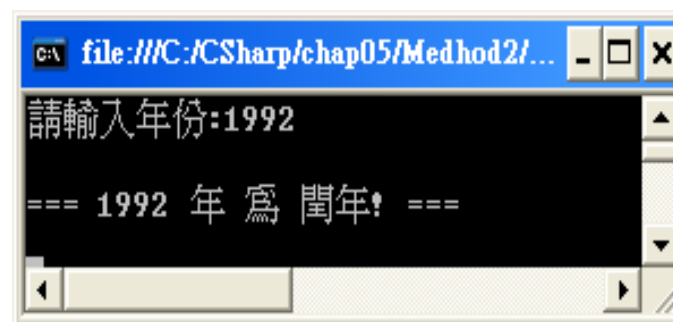 file:///C:/CSharp/chap05/Medhod2/...
請輸入年份:1992
=== 1992 年 爲 閏年! ===